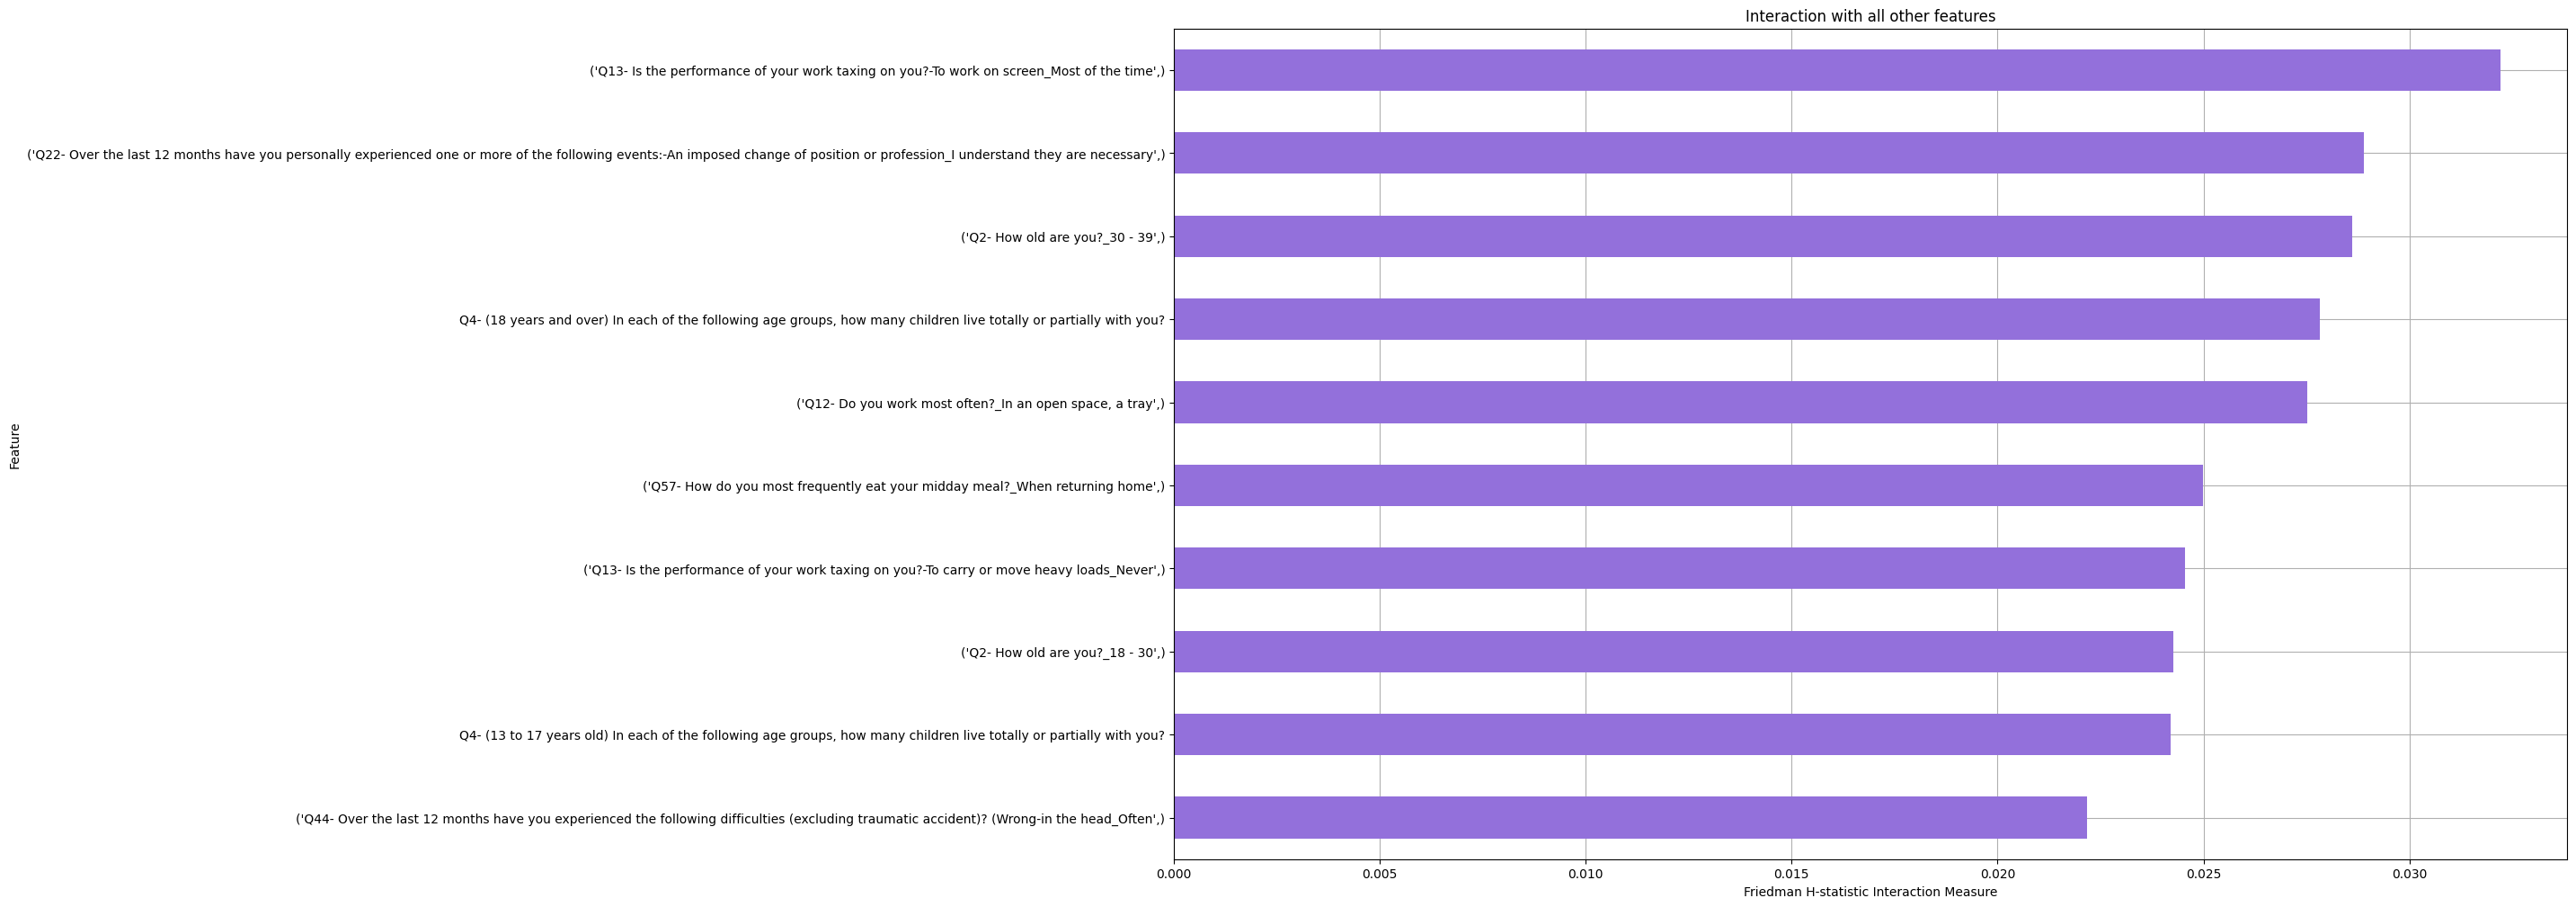 Interaction with all other features
('Q13- Is the performance of your work taxing on you?-To work on screen_Most of the time',)
('Q22- Over the last 12 months have you personally experienced one or more of the following events:-An imposed change of position or profession_I understand they are necessary',)
('Q2- How old are you?_30 - 39',)
Q4- (18 years and over) In each of the following age groups, how many children live totally or partially with you?
('Q12- Do you work most often?_In an open space, a tray',)
Feature
('Q57- How do you most frequently eat your midday meal?_When returning home',)
('Q13- Is the performance of your work taxing on you?-To carry or move heavy loads_Never',)
('Q2- How old are you?_18 - 30',)
Q4- (13 to 17 years old) In each of the following age groups, how many children live totally or partially with you?
('Q44- Over the last 12 months have you experienced the following difficulties (excluding traumatic accident)? (Wrong-in the head_Often',)
0.000 0.005 0.010 0.015 0.020 0.025 0.030
Friedman H-statistic Interaction Measure